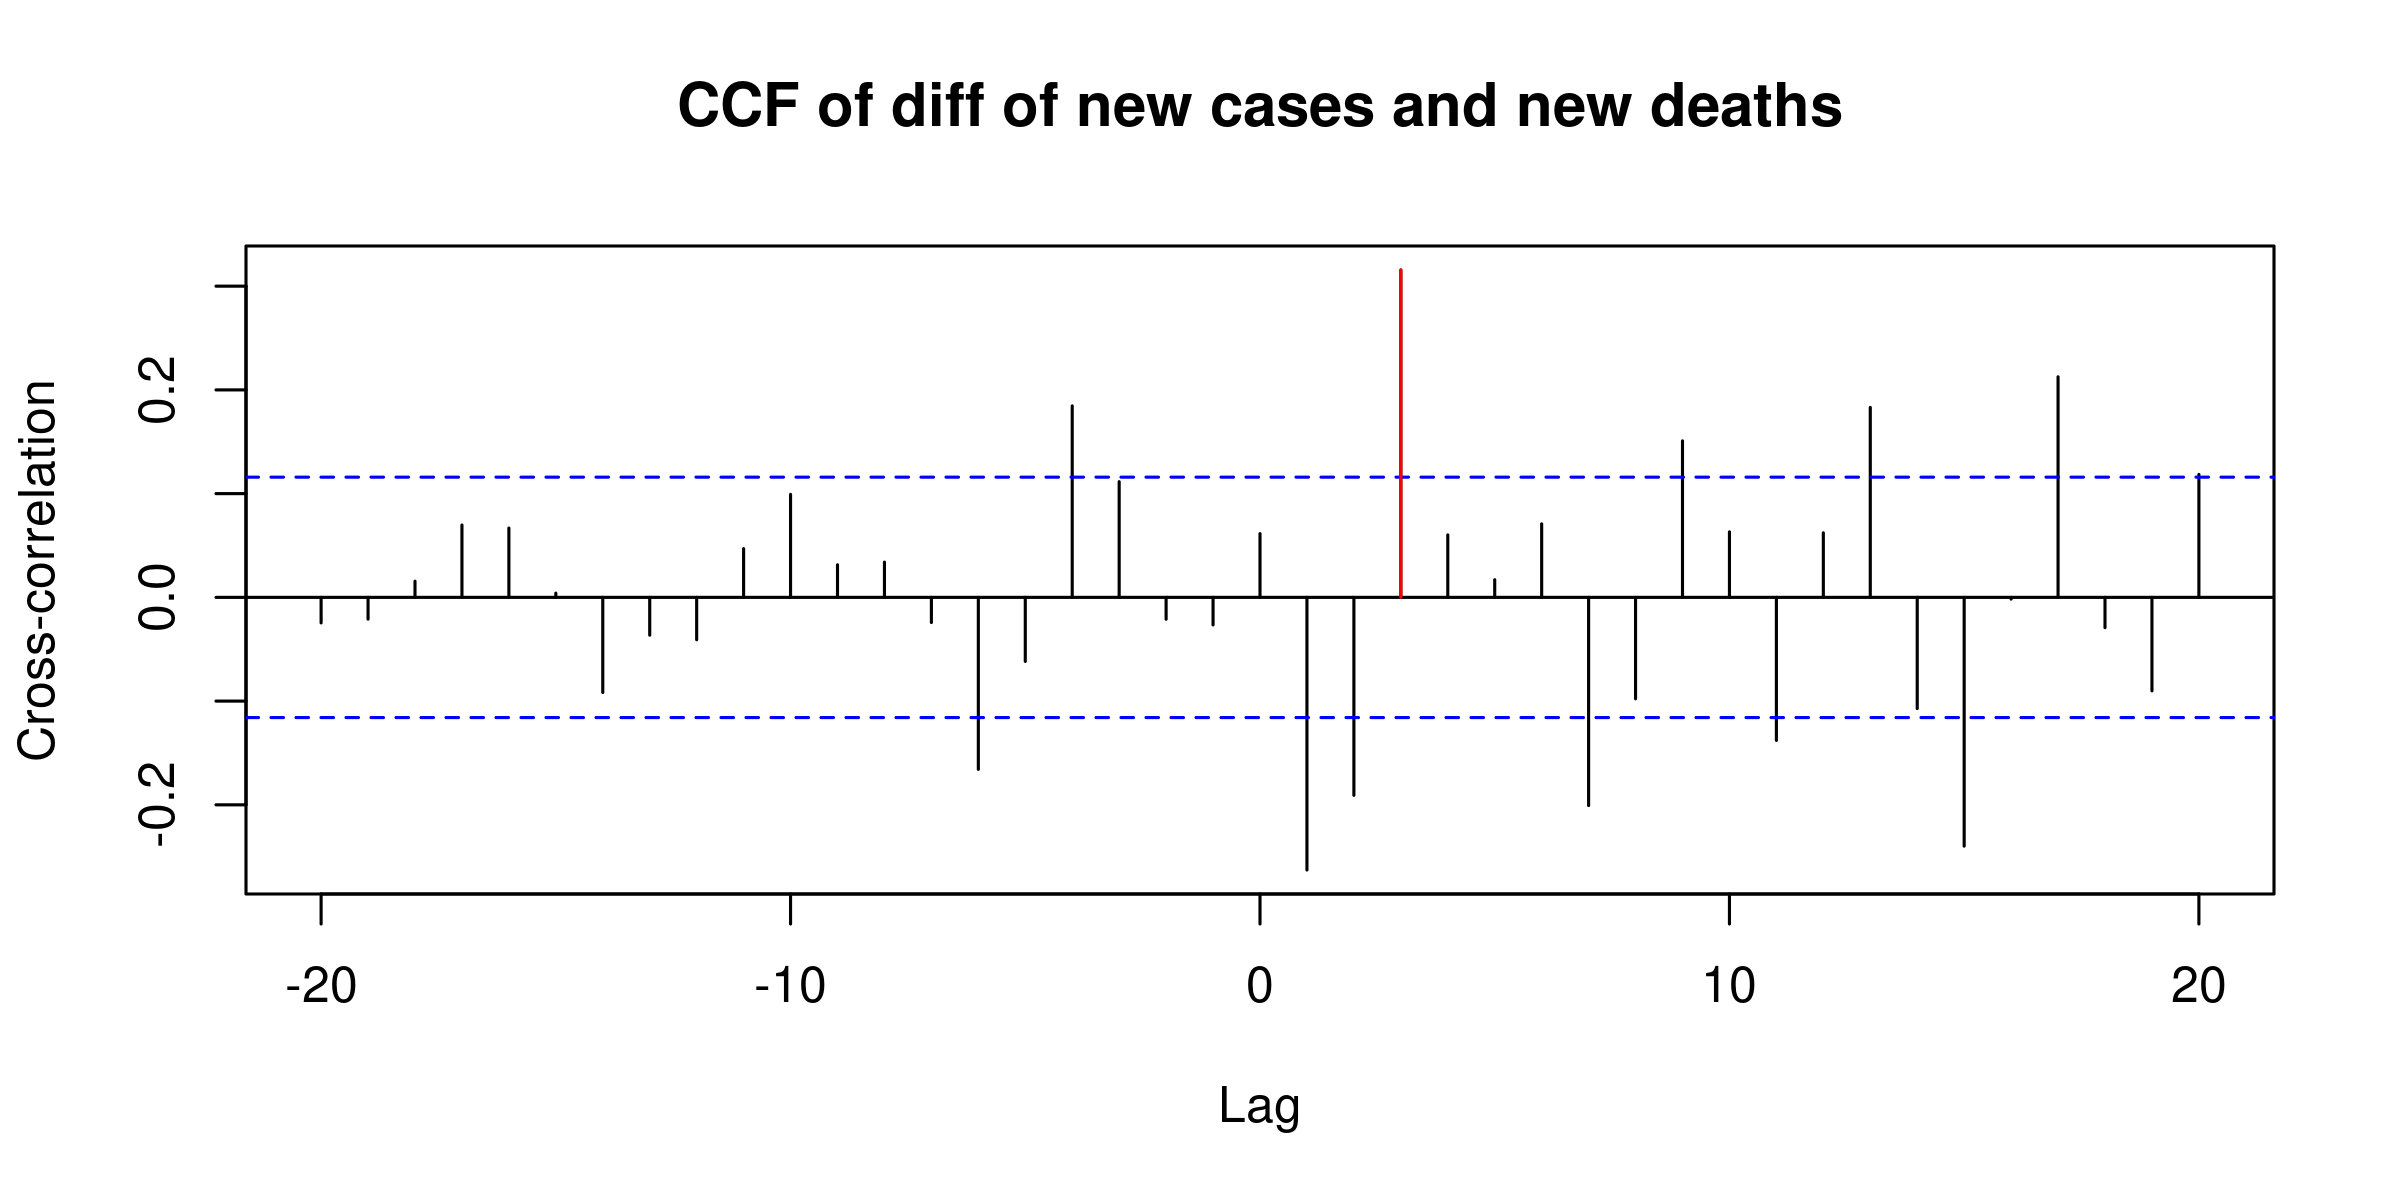 CCF of diff of new cases and new deaths
Cross-correlation
0.2
0.0
-0.2
-20
-10
0
10
20
Lag